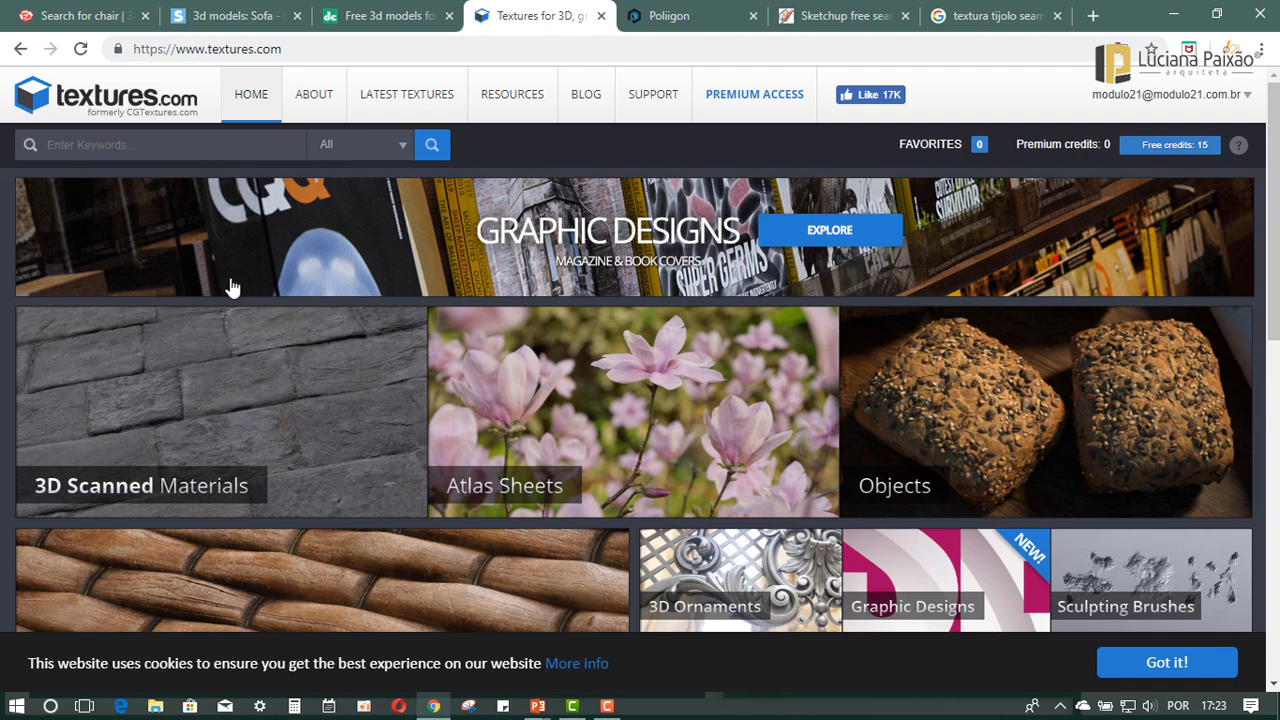 Search for chair | 3
3d models: Sofa -
Free 3d models fo
Textures for 3D, gr
Poliigon
Sketchup free sea
textura tijolo seam
https://www.textures.com
Luciana Paixão
arquiteta
textures.com
formerly CGTextures.com
HOME
ABOUT
LATEST TEXTURES
RESOURCES
BLOG
SUPPORT
PREMIUM ACCESS
Like 17K
modulo21@modulo21.com.br
Enter Keywords...
All
FAVORITES 0
Premium credits: 0
Free credits: 15
?
GRAPHIC DESIGNS
MAGAZINE & BOOK COVERS
EXPLORE
SUPER GERMS
3D Scanned Materials
Atlas Sheets
Objects
3D Ornaments
Graphic Designs
NEW!
Sculpting Brushes
This website uses cookies to ensure you get the best experience on our website More info
Got it!
POR
17:23